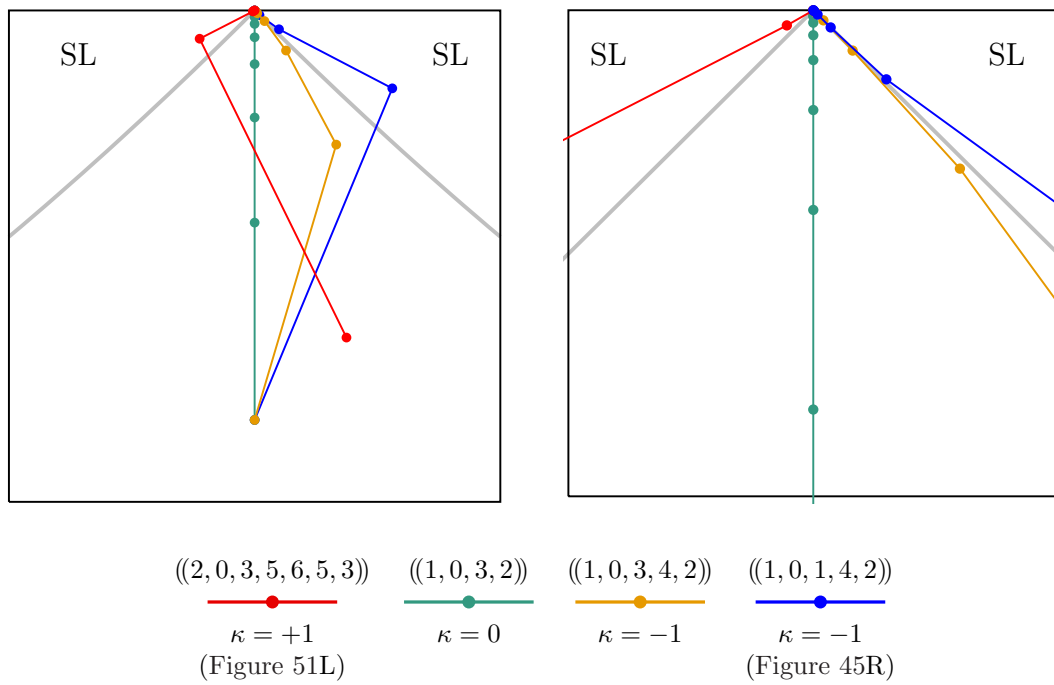 SL SL SL SL
((2,0,3,5,6,5,3)) ((1,0,3,2)) ((1,0,3,4,2)) ((1,0,1,4,2))
κ = +1 κ = 0 κ = −1 κ = −1
(Figure 51L) (Figure 45R)